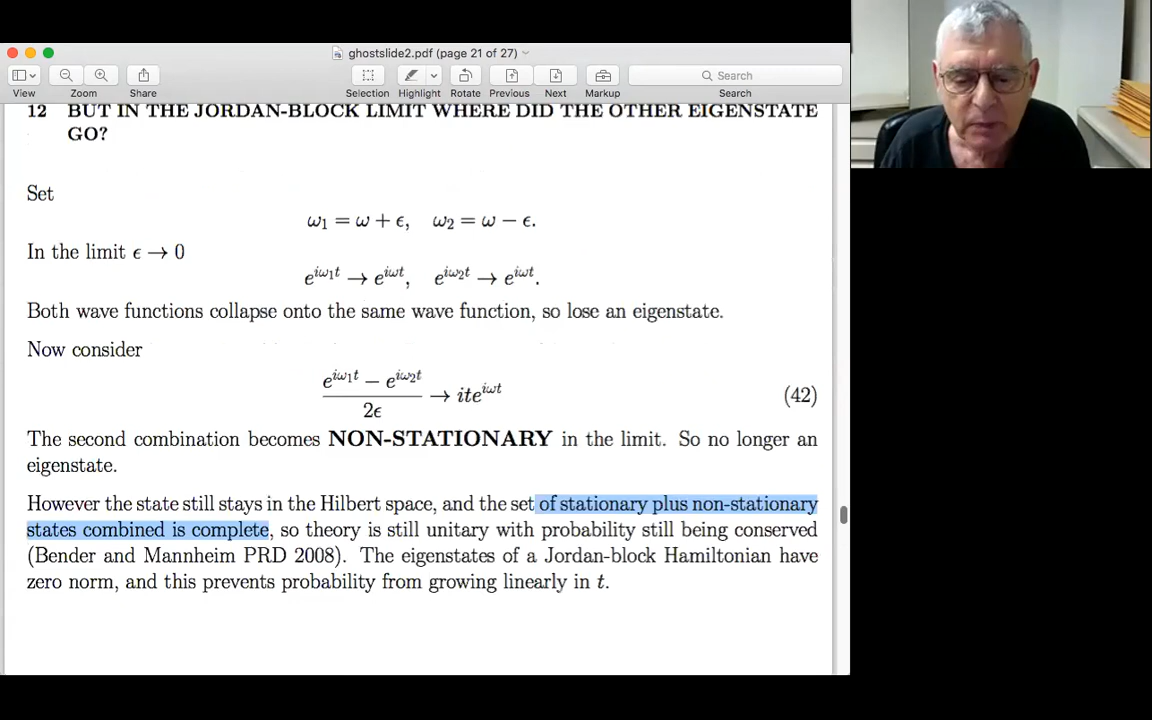 ghostslide2.pdf (page 21 of 27)
View Zoom Share Selection Highlight Rotate Previous Next Markup Search
Search
12 BUT IN THE JORDAN-BLOCK LIMIT WHERE DID THE OTHER EIGENSTATE
GO?
Set
ω₁ = ω + ϵ, ω₂ = ω − ϵ.
In the limit ϵ → 0
e^{iω₁t} → e^{iωt}, e^{iω₂t} → e^{iωt}.
Both wave functions collapse onto the same wave function, so lose an eigenstate.
Now consider
(e^{iω₁t} − e^{iω₂t}) / 2ϵ → ite^{iωt} (42)
The second combination becomes NON-STATIONARY in the limit. So no longer an
eigenstate.
However the state still stays in the Hilbert space, and the set of stationary plus non-stationary
states combined is complete, so theory is still unitary with probability still being conserved
(Bender and Mannheim PRD 2008). The eigenstates of a Jordan-block Hamiltonian have
zero norm, and this prevents probability from growing linearly in t.